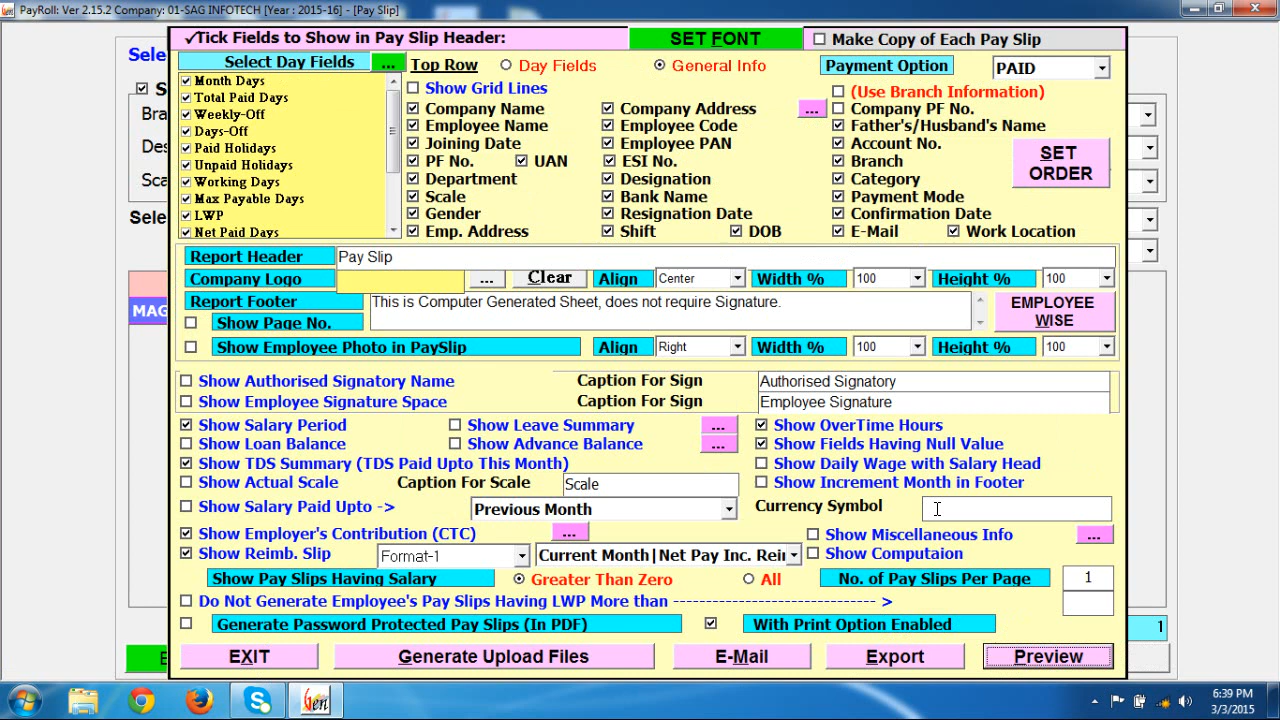 PayRoll: Ver 2.15.2 Company: 01-SAG INFOTECH [Year : 2015-16] - [Pay Slip]
Tick Fields to Show in Pay Slip Header:
SET FONT
Make Copy of Each Pay Slip
Select Day Fields
...
Top Row
Day Fields
General Info
Payment Option
PAID
Month Days
Total Paid Days
Weekly-Off
Days-Off
Paid Holidays
Unpaid Holidays
Working Days
Max Payable Days
LWP
Net Paid Days
Show Grid Lines
(Use Branch Information)
Company Name
Company Address
...
Company PF No.
Employee Name
Employee Code
Father's/Husband's Name
Joining Date
Employee PAN
Account No.
PF No.
UAN
ESI No.
Branch
Department
Designation
Category
Scale
Bank Name
Payment Mode
Gender
Resignation Date
Confirmation Date
Emp. Address
Shift
DOB
E-Mail
Work Location
SET
ORDER
Report Header
Pay Slip
Company Logo
...
Clear
Align
Center
Width %
100
Height %
100
Report Footer
This is Computer Generated Sheet, does not require Signature.
EMPLOYEE
WISE
Show Page No.
Show Employee Photo in PaySlip
Align
Right
Width %
100
Height %
100
Show Authorised Signatory Name
Caption For Sign
Authorised Signatory
Show Employee Signature Space
Caption For Sign
Employee Signature
Show Salary Period
Show Leave Summary
...
Show OverTime Hours
Show Loan Balance
Show Advance Balance
...
Show Fields Having Null Value
Show TDS Summary (TDS Paid Upto This Month)
Show Daily Wage with Salary Head
Show Actual Scale
Caption For Scale
Scale
Show Increment Month in Footer
Show Salary Paid Upto ->
Previous Month
Currency Symbol
Show Employer's Contribution (CTC)
...
Show Miscellaneous Info
...
Show Reimb. Slip
Format-1
Current Month|Net Pay Inc. Rei
Show Computaion
Show Pay Slips Having Salary
Greater Than Zero
All
No. of Pay Slips Per Page
1
Do Not Generate Employee's Pay Slips Having LWP More than ---------------------------- >
Generate Password Protected Pay Slips (In PDF)
With Print Option Enabled
1
EXIT
Generate Upload Files
E-Mail
Export
Preview
Sele
S
Bra
Des
Sca
Sele
MAG
E
Gen
6:39 PM
3/3/2015